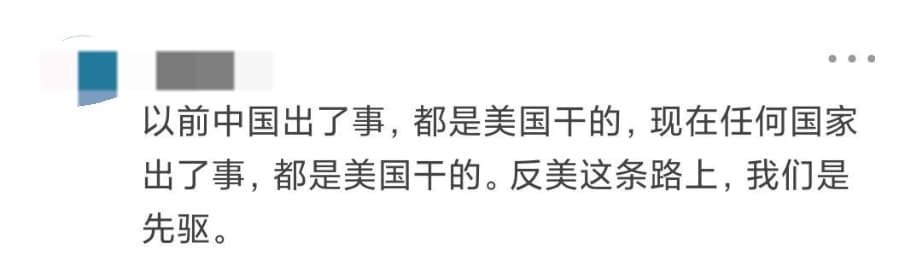 以前中国出了事，都是美国干的，现在任何国家
出了事，都是美国干的。反美这条路上，我们是
先驱。